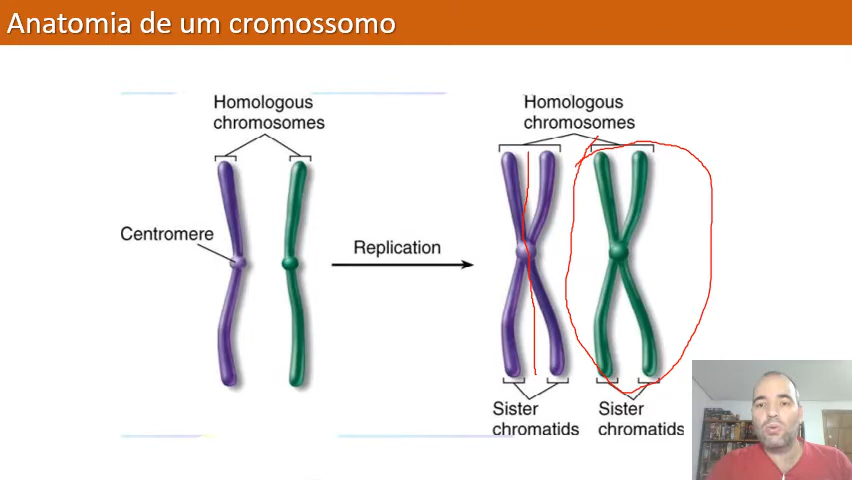 Anatomia de um cromossomo
Homologous
chromosomes
Homologous
chromosomes
Centromere
Replication
Sister
chromatids
Sister
chromatids